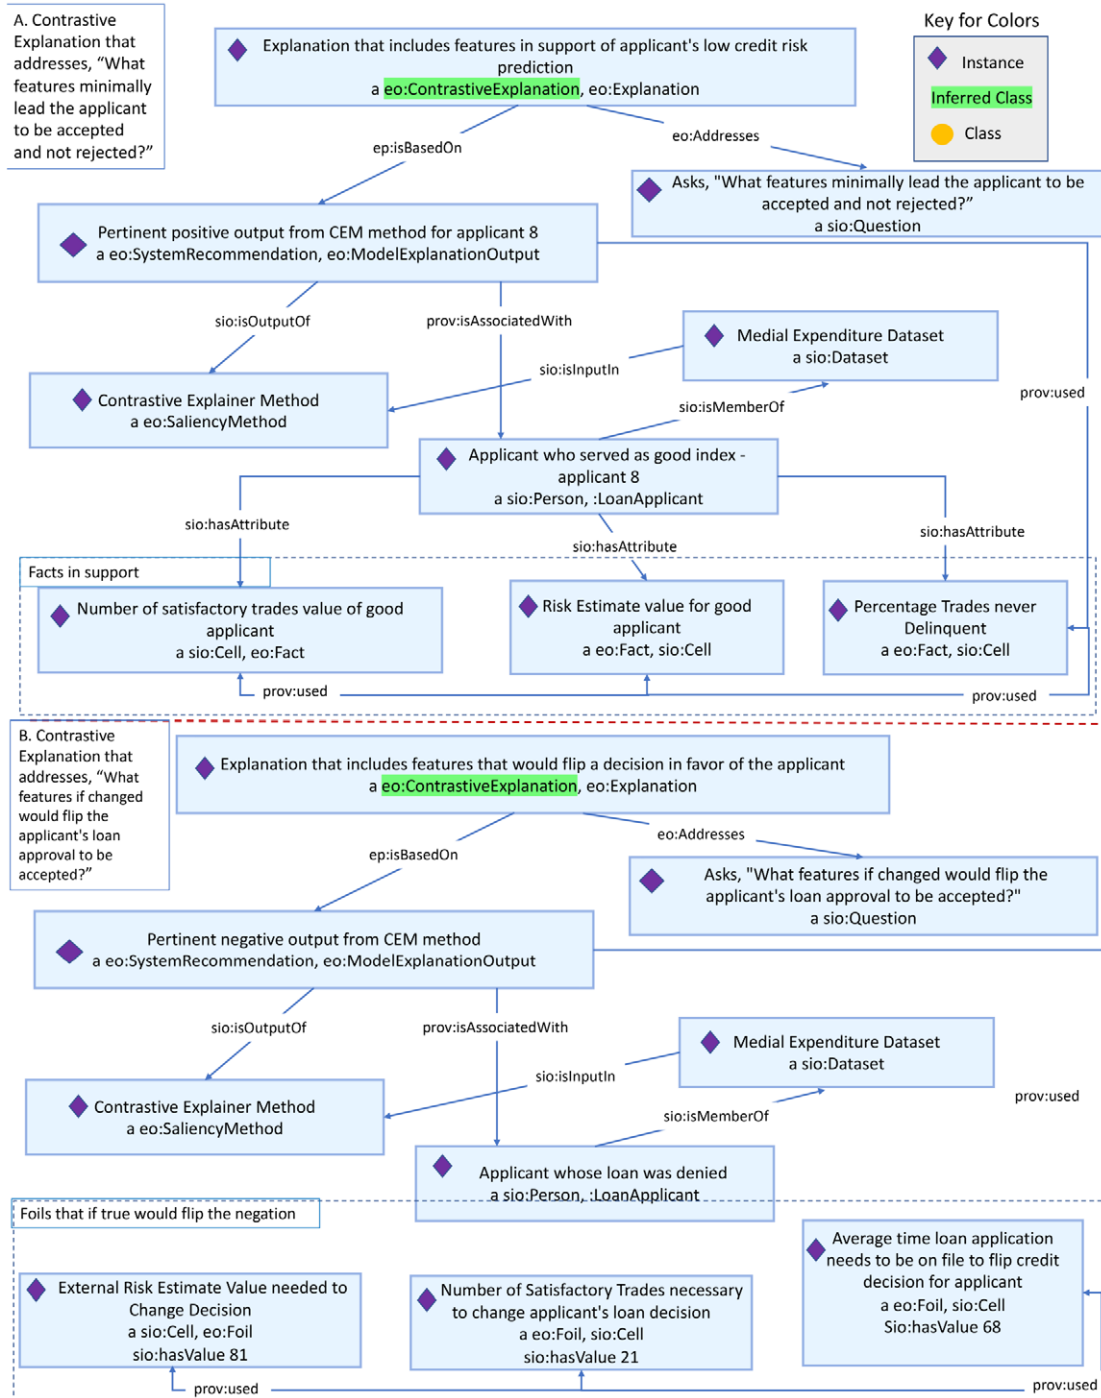 A. Contrastive
Explanation that
addresses, “What
features minimally
lead the applicant
to be accepted
and not rejected?”
Explanation that includes features in support of applicant's low credit risk
prediction
a eo:ContrastiveExplanation, eo:Explanation
Key for Colors
Instance
Inferred Class
Class
ep:isBasedOn
eo:Addresses
Asks, "What features minimally lead the applicant to be
accepted and not rejected?”
a sio:Question
Pertinent positive output from CEM method for applicant 8
a eo:SystemRecommendation, eo:ModelExplanationOutput
sio:isOutputOf
prov:isAssociatedWith
Medial Expenditure Dataset
a sio:Dataset
sio:isInputIn
prov:used
Contrastive Explainer Method
a eo:SaliencyMethod
sio:isMemberOf
Applicant who served as good index -
applicant 8
a sio:Person, :LoanApplicant
sio:hasAttribute
sio:hasAttribute
sio:hasAttribute
Facts in support
Number of satisfactory trades value of good
applicant
a sio:Cell, eo:Fact
Risk Estimate value for good
applicant
a eo:Fact, sio:Cell
Percentage Trades never
Delinquent
a eo:Fact, sio:Cell
prov:used
prov:used
B. Contrastive
Explanation that
addresses, “What
features if changed
would flip the
applicant's loan
approval to be
accepted?”
Explanation that includes features that would flip a decision in favor of the applicant
a eo:ContrastiveExplanation, eo:Explanation
ep:isBasedOn
eo:Addresses
Asks, "What features if changed would flip the
applicant's loan approval to be accepted?"
a sio:Question
Pertinent negative output from CEM method
a eo:SystemRecommendation, eo:ModelExplanationOutput
sio:isOutputOf
prov:isAssociatedWith
Medial Expenditure Dataset
a sio:Dataset
sio:isInputIn
prov:used
Contrastive Explainer Method
a eo:SaliencyMethod
sio:isMemberOf
Applicant whose loan was denied
a sio:Person, :LoanApplicant
Foils that if true would flip the negation
External Risk Estimate Value needed to
Change Decision
a sio:Cell, eo:Foil
sio:hasValue 81
Number of Satisfactory Trades necessary
to change applicant's loan decision
a eo:Foil, sio:Cell
sio:hasValue 21
Average time loan application
needs to be on file to flip credit
decision for applicant
a eo:Foil, sio:Cell
Sio:hasValue 68
prov:used
prov:used